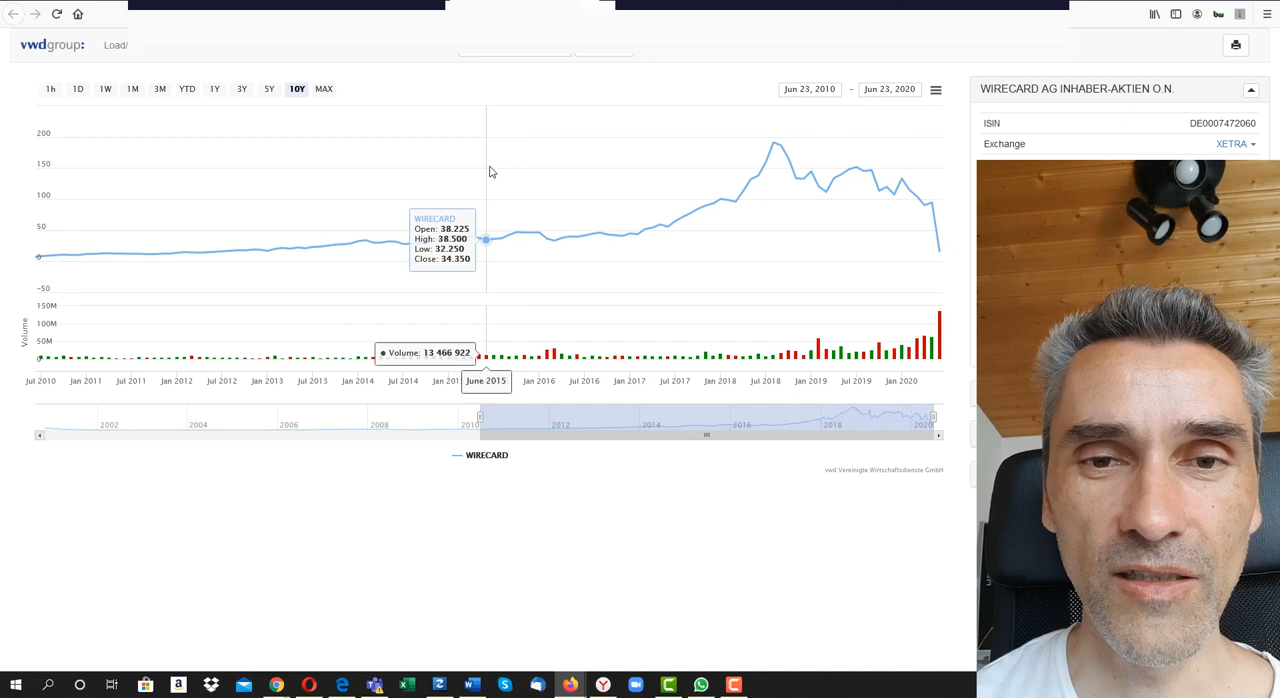 vwdgroup: Load/
1h 1D 1W 1M 3M YTD 1Y 3Y 5Y 10Y MAX
Jun 23, 2010 – Jun 23, 2020
WIRECARD AG INHABER-AKTIEN O.N.
ISIN DE0007472060
Exchange XETRA
200
150
100
50
0
-50
WIRECARD
Open: 38.225
High: 38.500
Low: 32.250
Close: 34.350
150M
100M
50M
0
Volume
Volume: 13 466 922
Jul 2010 Jan 2011 Jul 2011 Jan 2012 Jul 2012 Jan 2013 Jul 2013 Jan 2014 Jul 2014 Jan 201 June 2015 Jan 2016 Jul 2016 Jan 2017 Jul 2017 Jan 2018 Jul 2018 Jan 2019 Jul 2019 Jan 2020
2002 2004 2006 2008 2010 2012 2014 2016 2018 2020
WIRECARD
vwd Vereinigte Wirtschaftsdienste GmbH